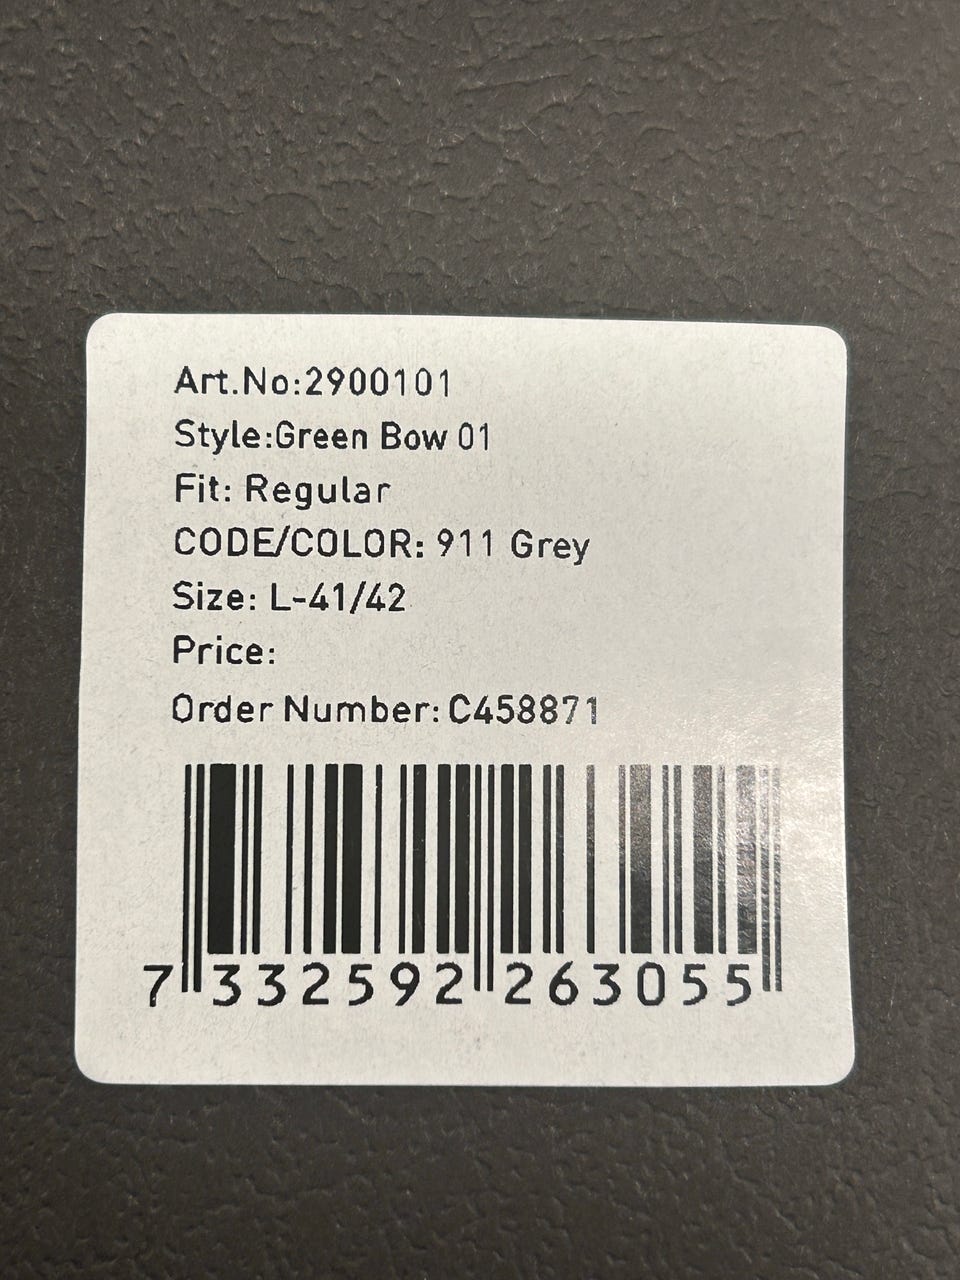 Art.No:2900101
Style:Green Bow 01
Fit: Regular
CODE/COLOR: 911 Grey
Size: L-41/42
Price:
Order Number: C458871
7 332592 263055